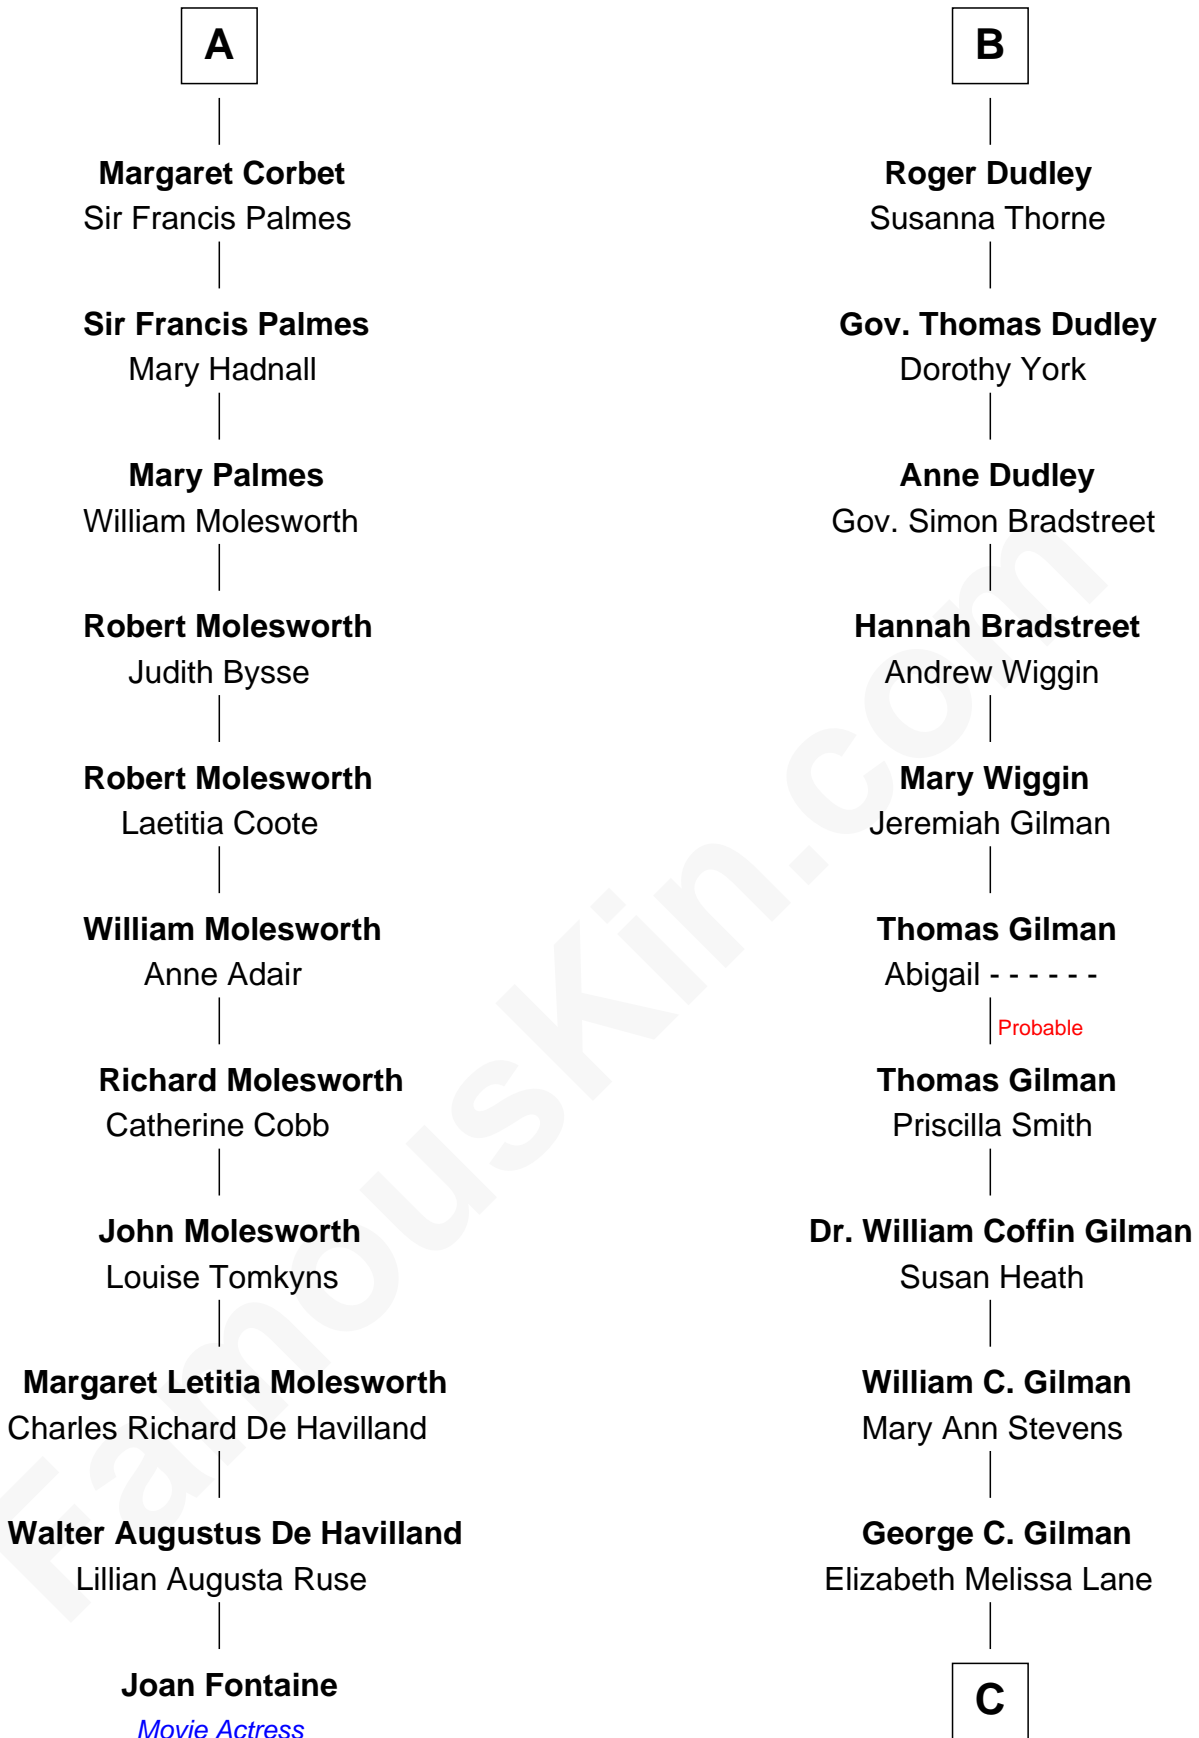 A
Margaret Corbet
Sir Francis Palmes
Sir Francis Palmes
Mary Hadnall
Mary Palmes
William Molesworth
Robert Molesworth
Judith Bysse
Robert Molesworth
Laetitia Coote
William Molesworth
Anne Adair
Richard Molesworth
Catherine Cobb
John Molesworth
Louise Tomkyns
Margaret Letitia Molesworth
Charles Richard De Havilland
Walter Augustus De Havilland
Lillian Augusta Ruse
Joan Fontaine
Movie Actress
B
Roger Dudley
Susanna Thorne
Gov. Thomas Dudley
Dorothy York
Anne Dudley
Gov. Simon Bradstreet
Hannah Bradstreet
Andrew Wiggin
Mary Wiggin
Jeremiah Gilman
Thomas Gilman
Abigail - - - - - -
Probable
Thomas Gilman
Priscilla Smith
Dr. William Coffin Gilman
Susan Heath
William C. Gilman
Mary Ann Stevens
George C. Gilman
Elizabeth Melissa Lane
C
FamousKin.com